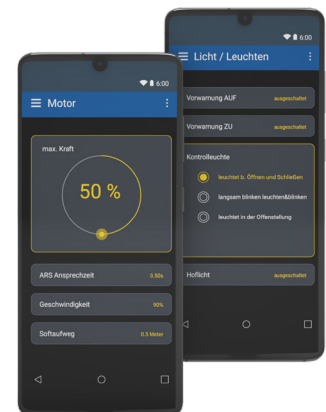 6:00
Motor
max. Kraft
50 %
ARS Ansprechzeit 0.50s
Geschwindigkeit 90%
Softaufweg 0.5 Meter
6:00
Licht / Leuchten
Vorwarnung AUF ausgeschaltet
Vorwarnung ZU ausgeschaltet
Kontrolleuchte
leuchtet b. Öffnen und Schließen
langsam blinken leuchten&blinken
leuchtet in der Offenstellung
Hoflicht ausgeschaltet